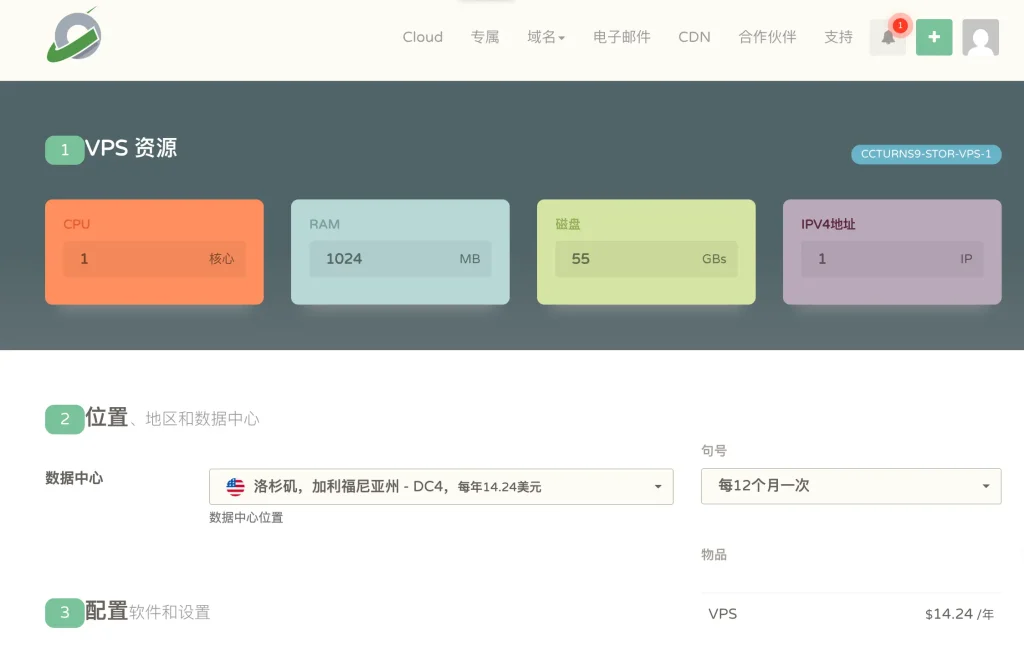 Cloud 专属 域名 电子邮件 CDN 合作伙伴 支持 1
1 VPS 资源
CCTURNS9-STOR-VPS-1
CPU RAM 磁盘 IPV4地址
1 核心 1024 MB 55 GBs 1 IP
2 位置、地区和数据中心
句号
数据中心 洛杉矶，加利福尼亚州 - DC4，每年14.24美元 每12个月一次
数据中心位置
物品
3 配置软件和设置
VPS $14.24 /年